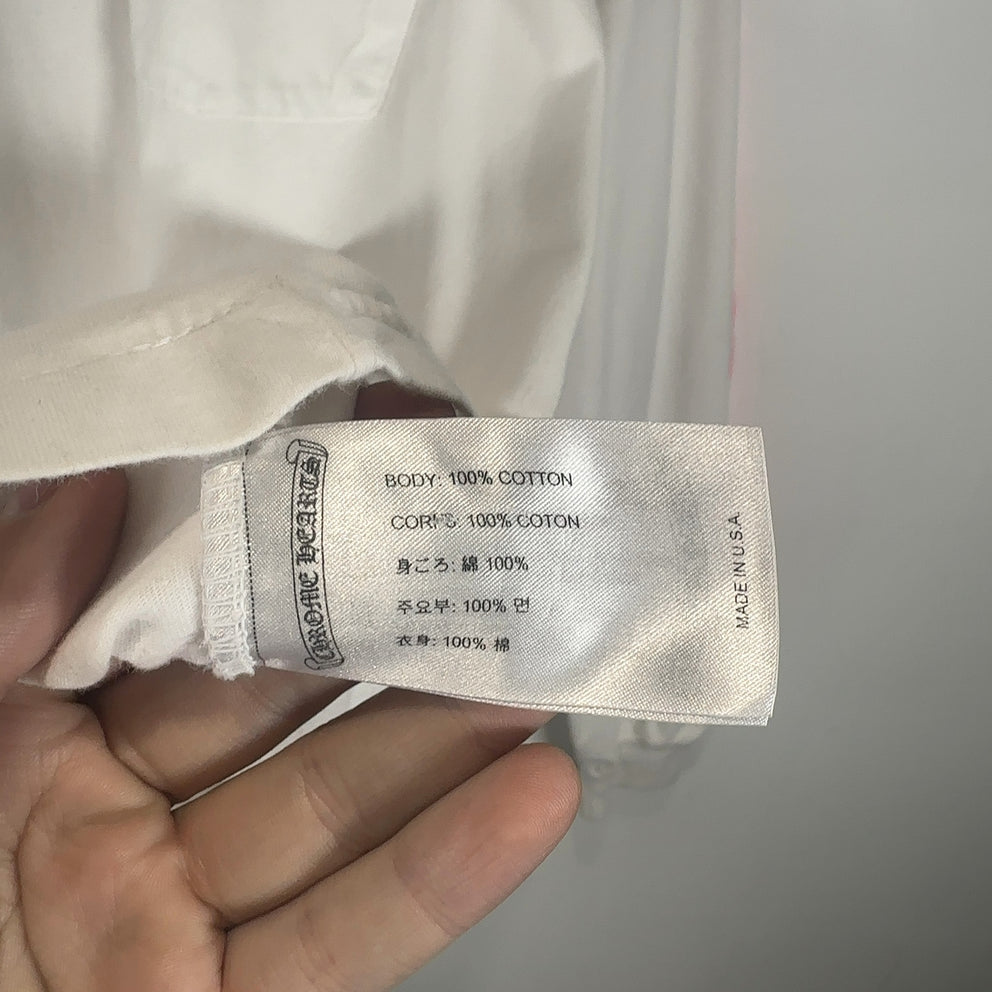 CHROME HEARTS
BODY: 100% COTTON
CORPS: 100% COTON
身ごろ: 綿 100%
주요부: 100% 면
衣身: 100% 棉
MADE IN U.S.A.